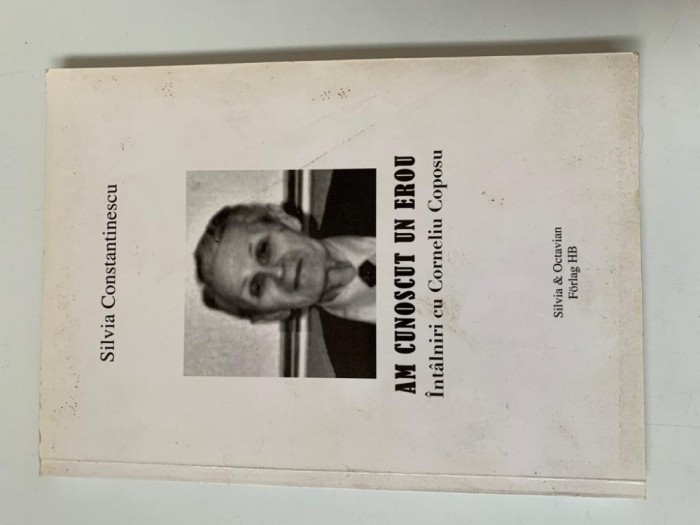 Silvia Constantinescu
AM CUNOSCUT UN EROU
Întâlniri cu Corneliu Coposu
Silvia & Octavian
Förlag HB